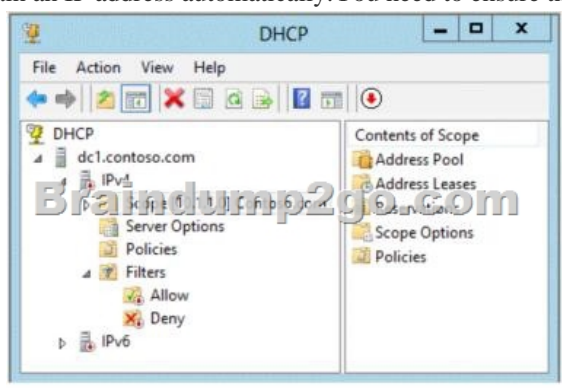 DHCP
File Action View Help
DHCP
dc1.contoso.com
IPv4
Server Options
Policies
Filters
Allow
Deny
IPv6
Contents of Scope
Address Pool
Address Leases
Scope Options
Policies
Braindump2go.com